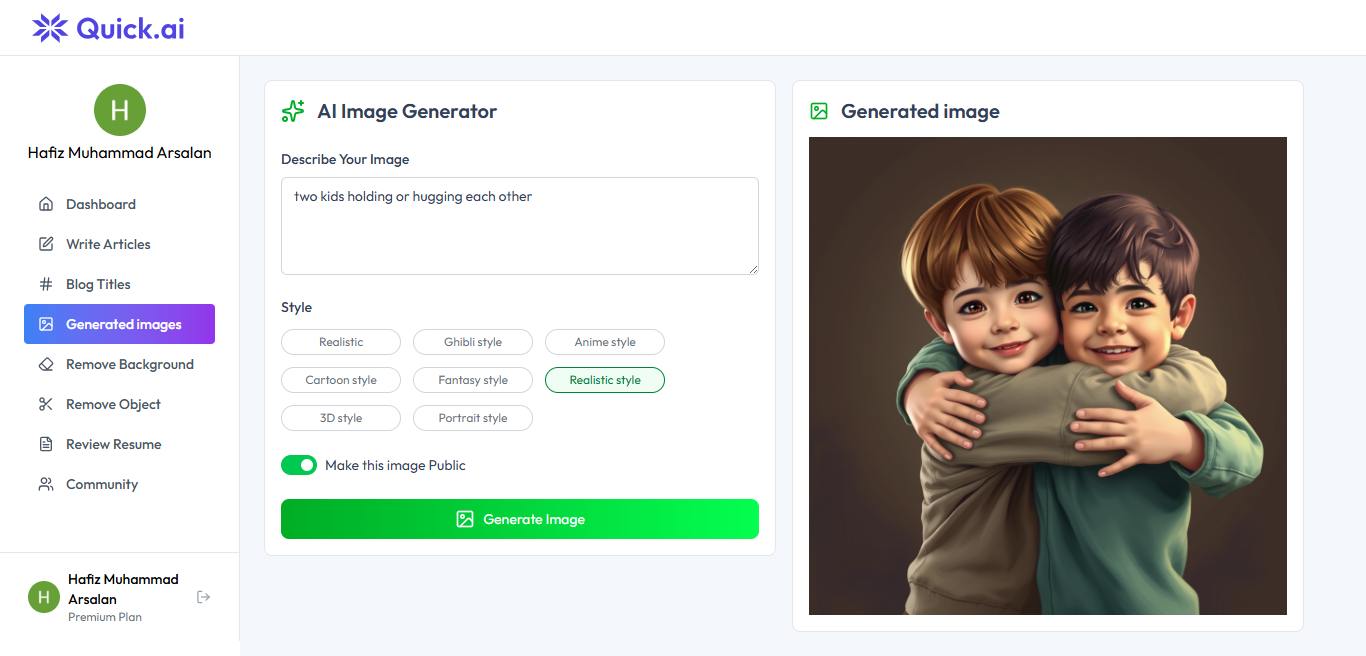 Quick.ai
H
Hafiz Muhammad Arsalan
Dashboard
Write Articles
Blog Titles
Generated images
Remove Background
Remove Object
Review Resume
Community
H
Hafiz Muhammad
Arsalan
Premium Plan
AI Image Generator
Describe Your Image
two kids holding or hugging each other
Style
Realistic
Ghibli style
Anime style
Cartoon style
Fantasy style
Realistic style
3D style
Portrait style
Make this image Public
Generate Image
Generated image